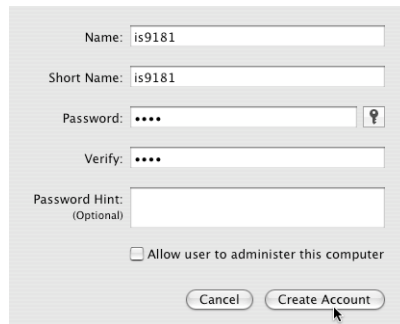 Name: is9181
Short Name: is9181
Password: ••••
Verify: ••••
Password Hint:
(Optional)
Allow user to administer this computer
Cancel Create Account